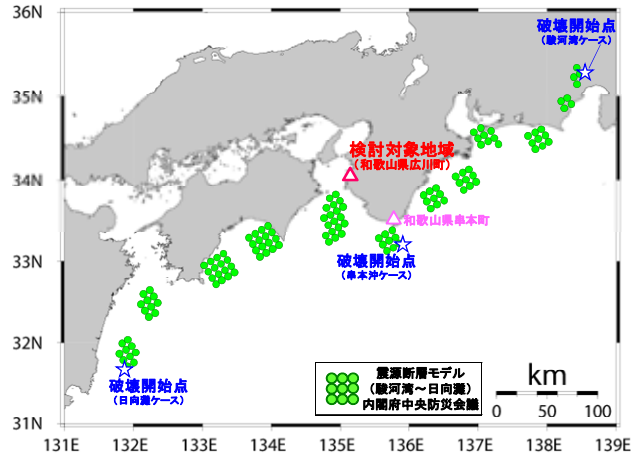 36N
破壊開始点
(駿河湾ケース)
35N
検討対象地域
(和歌山県広川町)
34N
和歌山県串本町
33N
破壊開始点
(串本沖ケース)
32N
破壊開始点
(日向灘ケース)
震源断層モデル
(駿河湾～日向灘)
内閣府中央防災会議
km
0 50 100
31N
131E 132E 133E 134E 135E 136E 137E 138E 139E